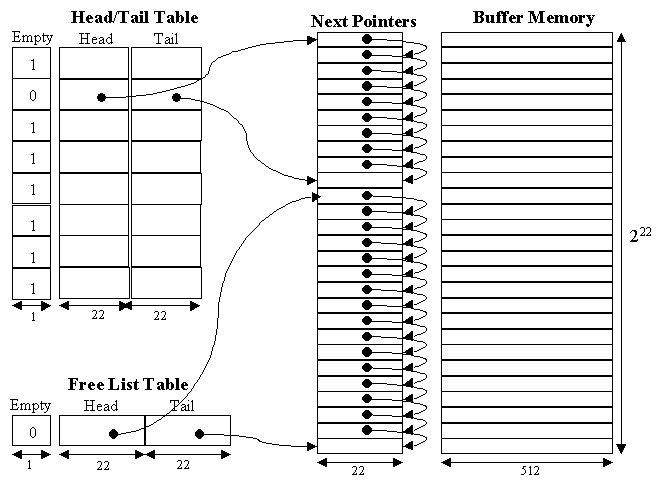 Head/Tail Table
Next Pointers
Buffer Memory
Empty
Head
Tail
1
0
1
1
1
1
1
1
1
22
22
2^22
Free List Table
Empty
Head
Tail
0
1
22
22
22
512